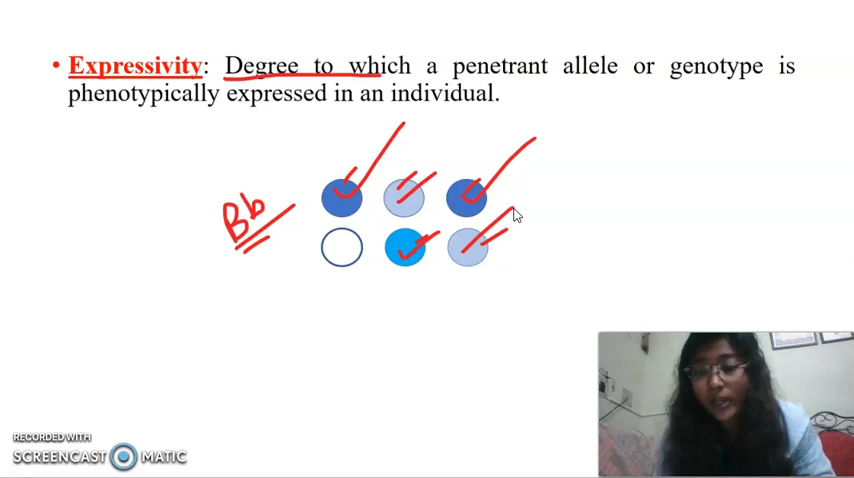 • Expressivity: Degree to which a penetrant allele or genotype is
phenotypically expressed in an individual.
Bb
RECORDED WITH
SCREENCAST MATIC